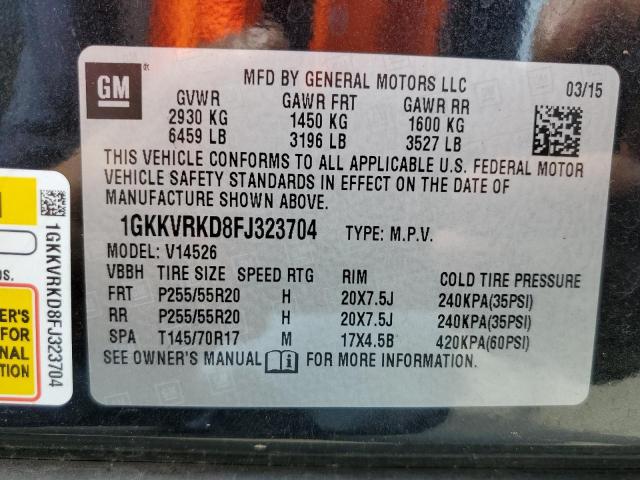 GM
MFD BY GENERAL MOTORS LLC 03/15
GVWR GAWR FRT GAWR RR
2930 KG 1450 KG 1600 KG
6459 LB 3196 LB 3527 LB
THIS VEHICLE CONFORMS TO ALL APPLICABLE U.S. FEDERAL MOTOR
VEHICLE SAFETY STANDARDS IN EFFECT ON THE DATE OF
MANUFACTURE SHOWN ABOVE.
1GKKVRKD8FJ323704 TYPE: M.P.V.
MODEL: V14526
VBBH TIRE SIZE SPEED RTG RIM COLD TIRE PRESSURE
FRT P255/55R20 H 20X7.5J 240KPA(35PSI)
RR P255/55R20 H 20X7.5J 240KPA(35PSI)
SPA T145/70R17 M 17X4.5B 420KPA(60PSI)
SEE OWNER'S MANUAL FOR MORE INFORMATION.
1GKKVRKD8FJ323704
FOR